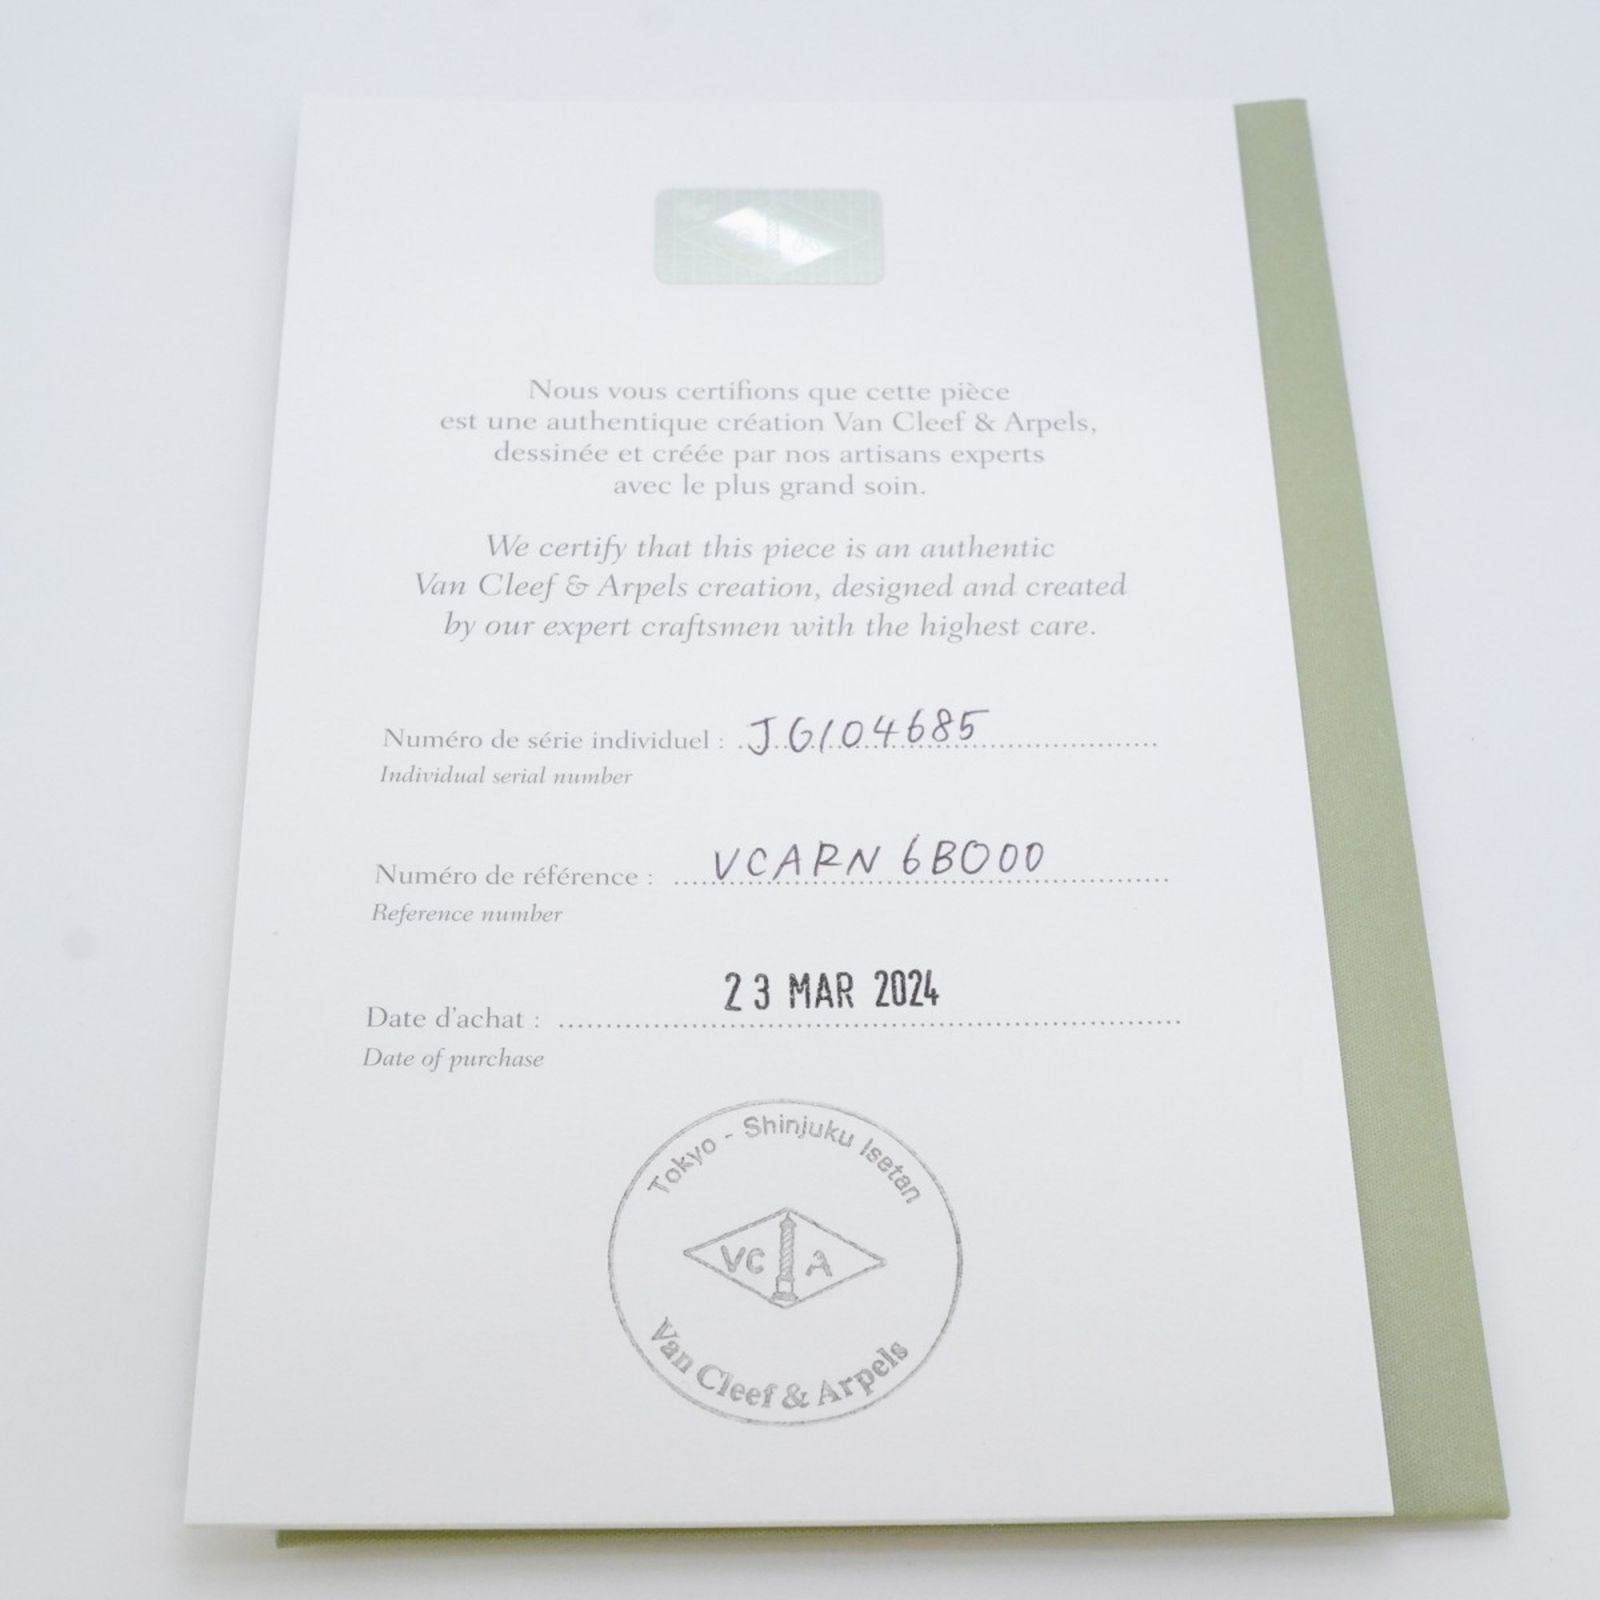 Nous vous certifions que cette pièce
est une authentique création Van Cleef & Arpels,
dessinée et créée par nos artisans experts
avec le plus grand soin.
We certify that this piece is an authentic
Van Cleef & Arpels creation, designed and created
by our expert craftsmen with the highest care.
Numéro de série individuel : JG104685
Individual serial number
Numéro de référence : VCARN6BO00
Reference number
Date d'achat : 23 MAR 2024
Date of purchase
Tokyo - Shinjuku Isetan
VC A
Van Cleef & Arpels